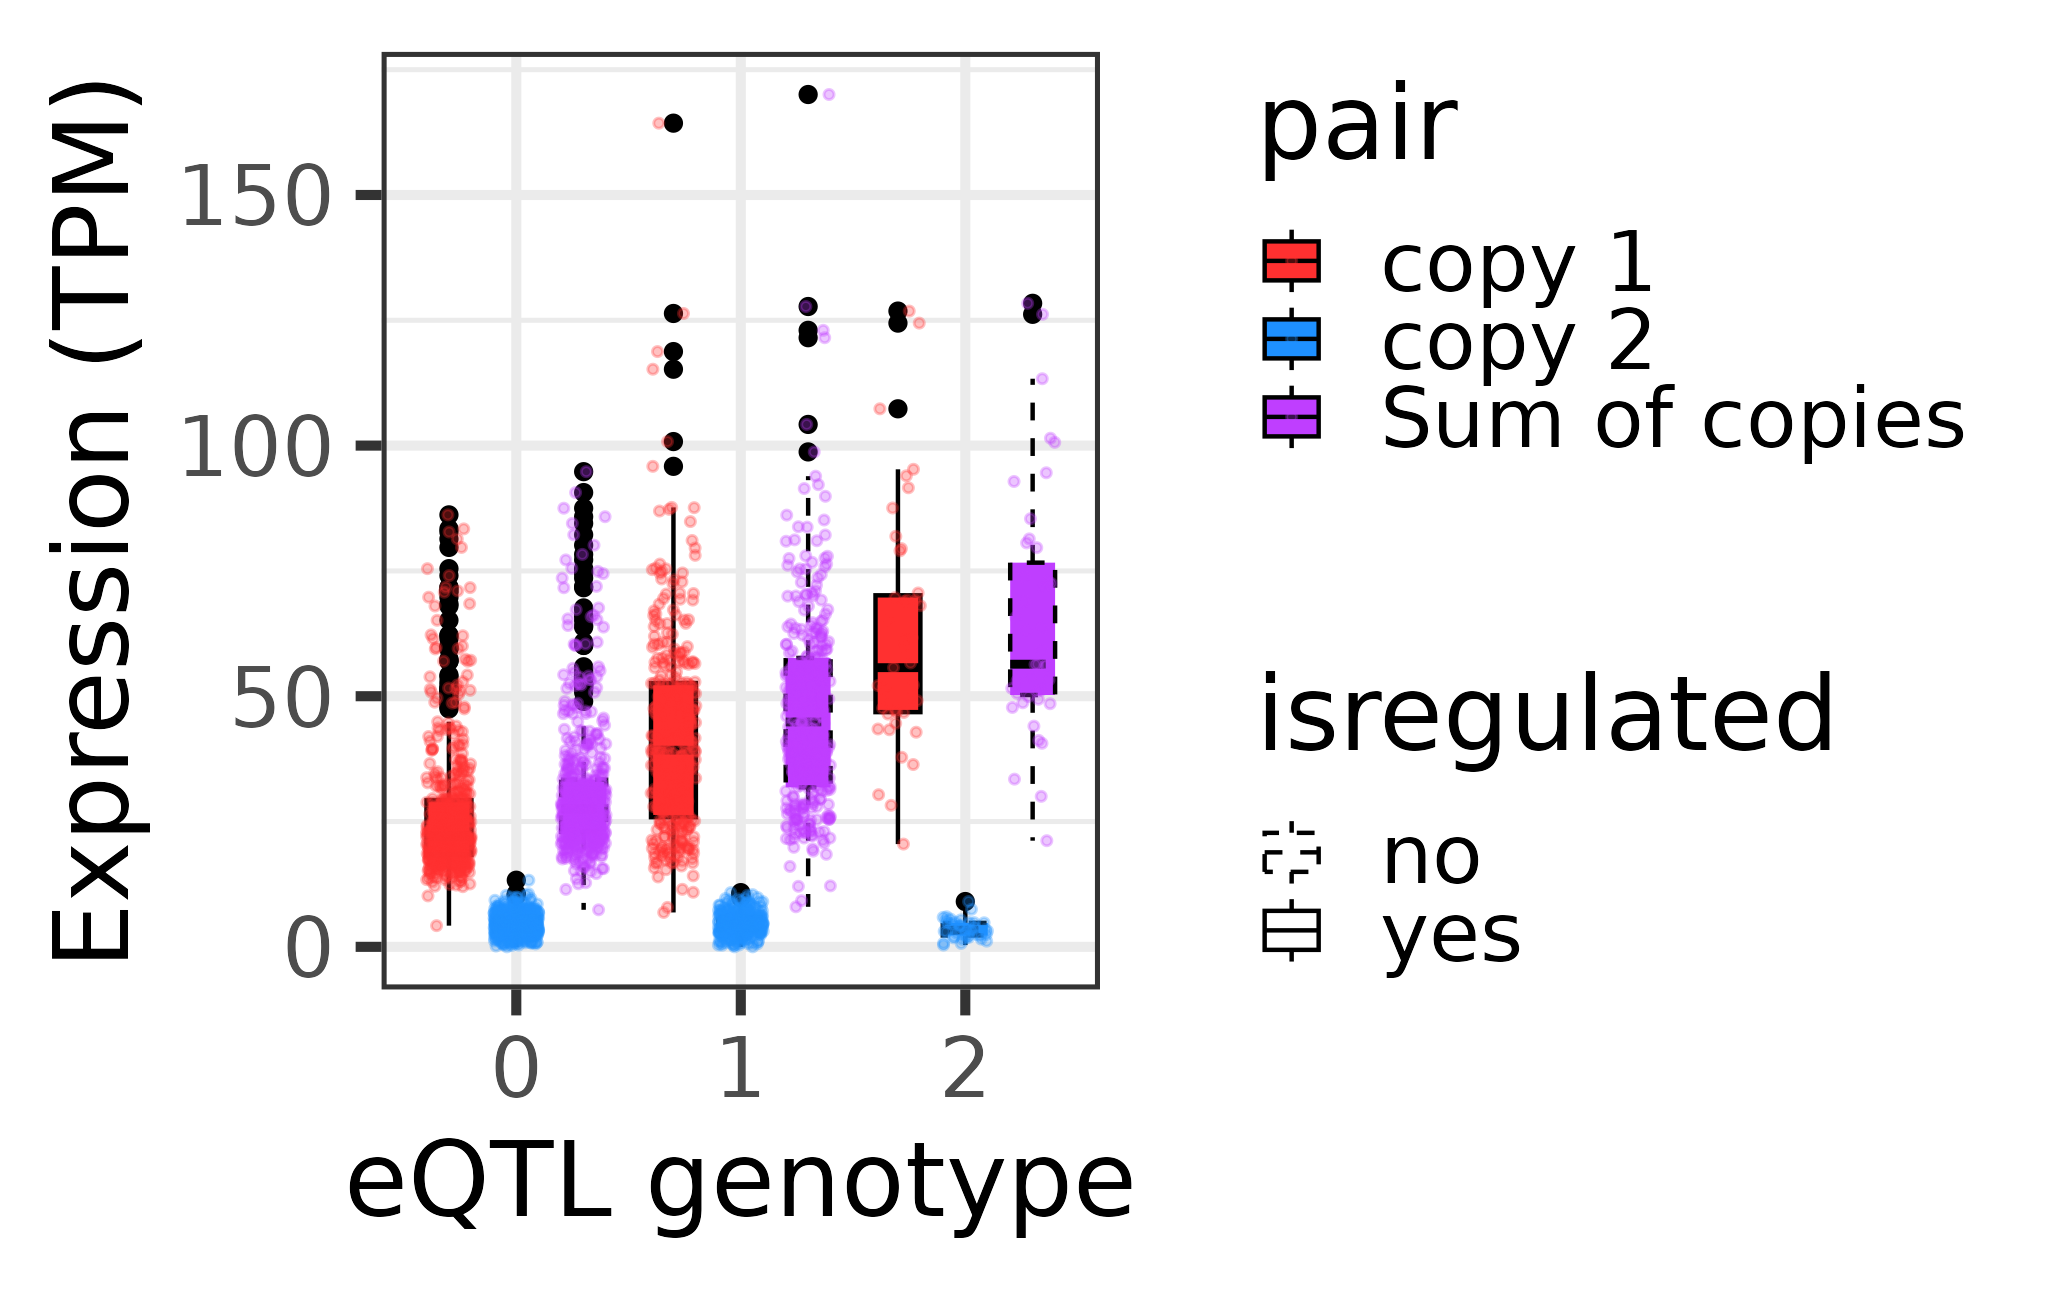 Expression (TPM)
150
100
50
0
0 1 2
eQTL genotype
pair
copy 1
copy 2
Sum of copies
isregulated
no
yes